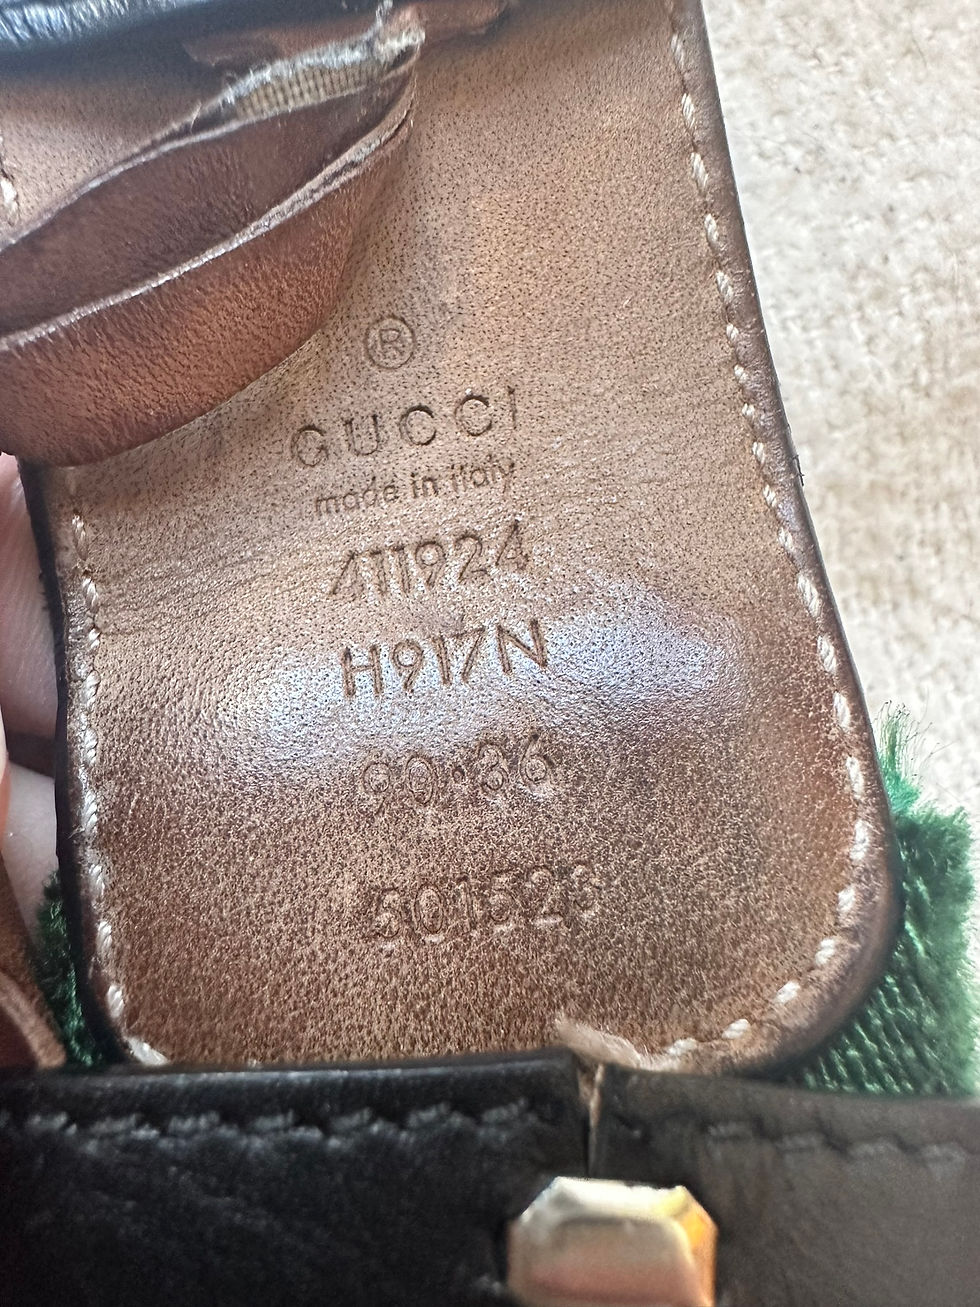 ®
GUCCI
made in italy
411924
H917N
90·36
501523